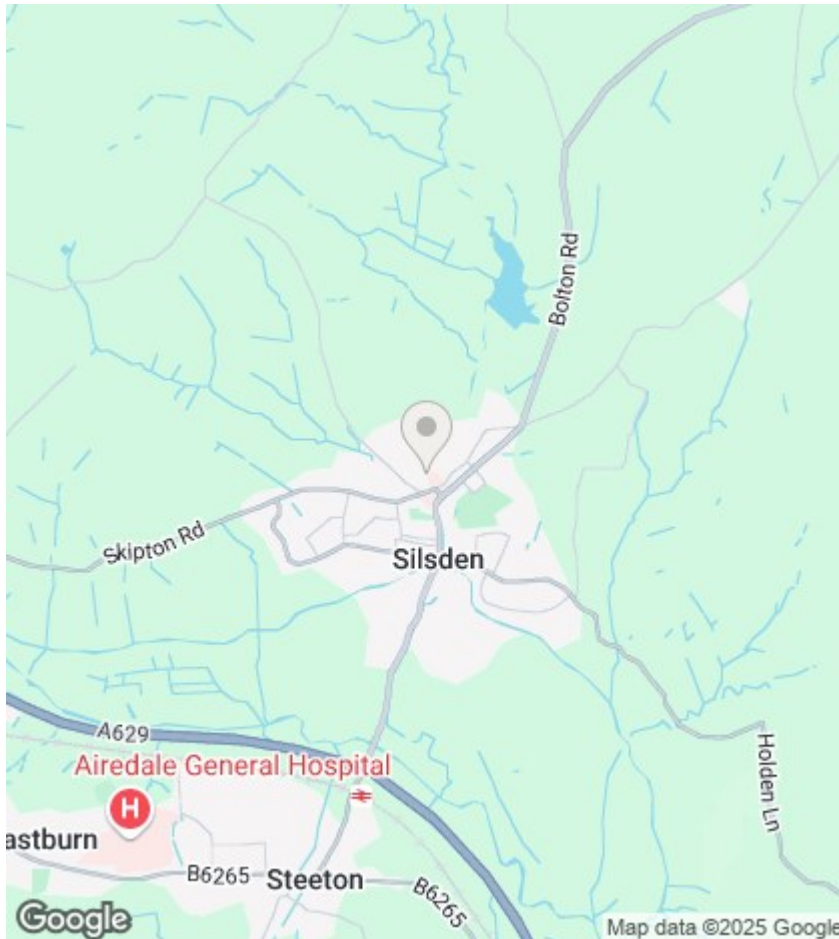 Bolton Rd
Skipton Rd
Silsden
A629
Airedale General Hospital
H
Holden Ln
astburn
B6265
Steeton
B6265
Google
Map data ©2025 Google